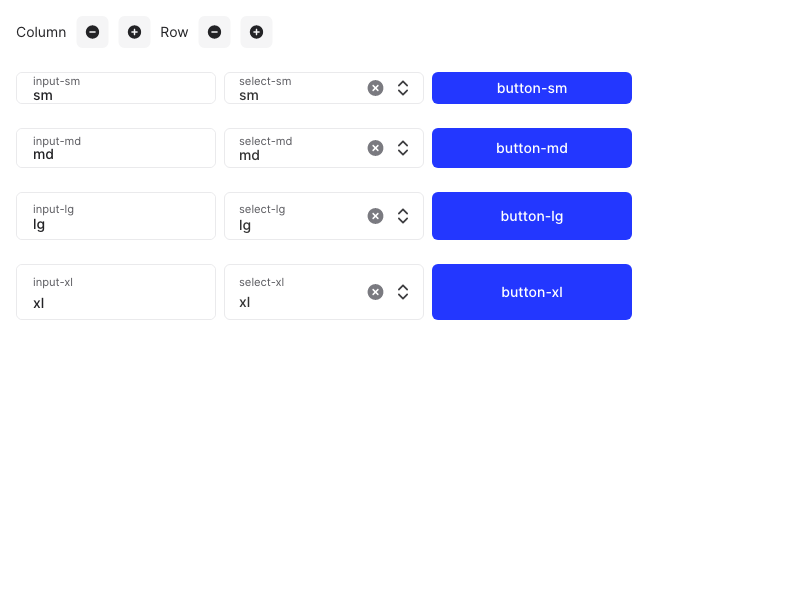 Column Row
input-sm select-sm
sm sm button-sm
input-md select-md
md md button-md
input-lg select-lg
lg lg button-lg
input-xl select-xl
xl xl button-xl